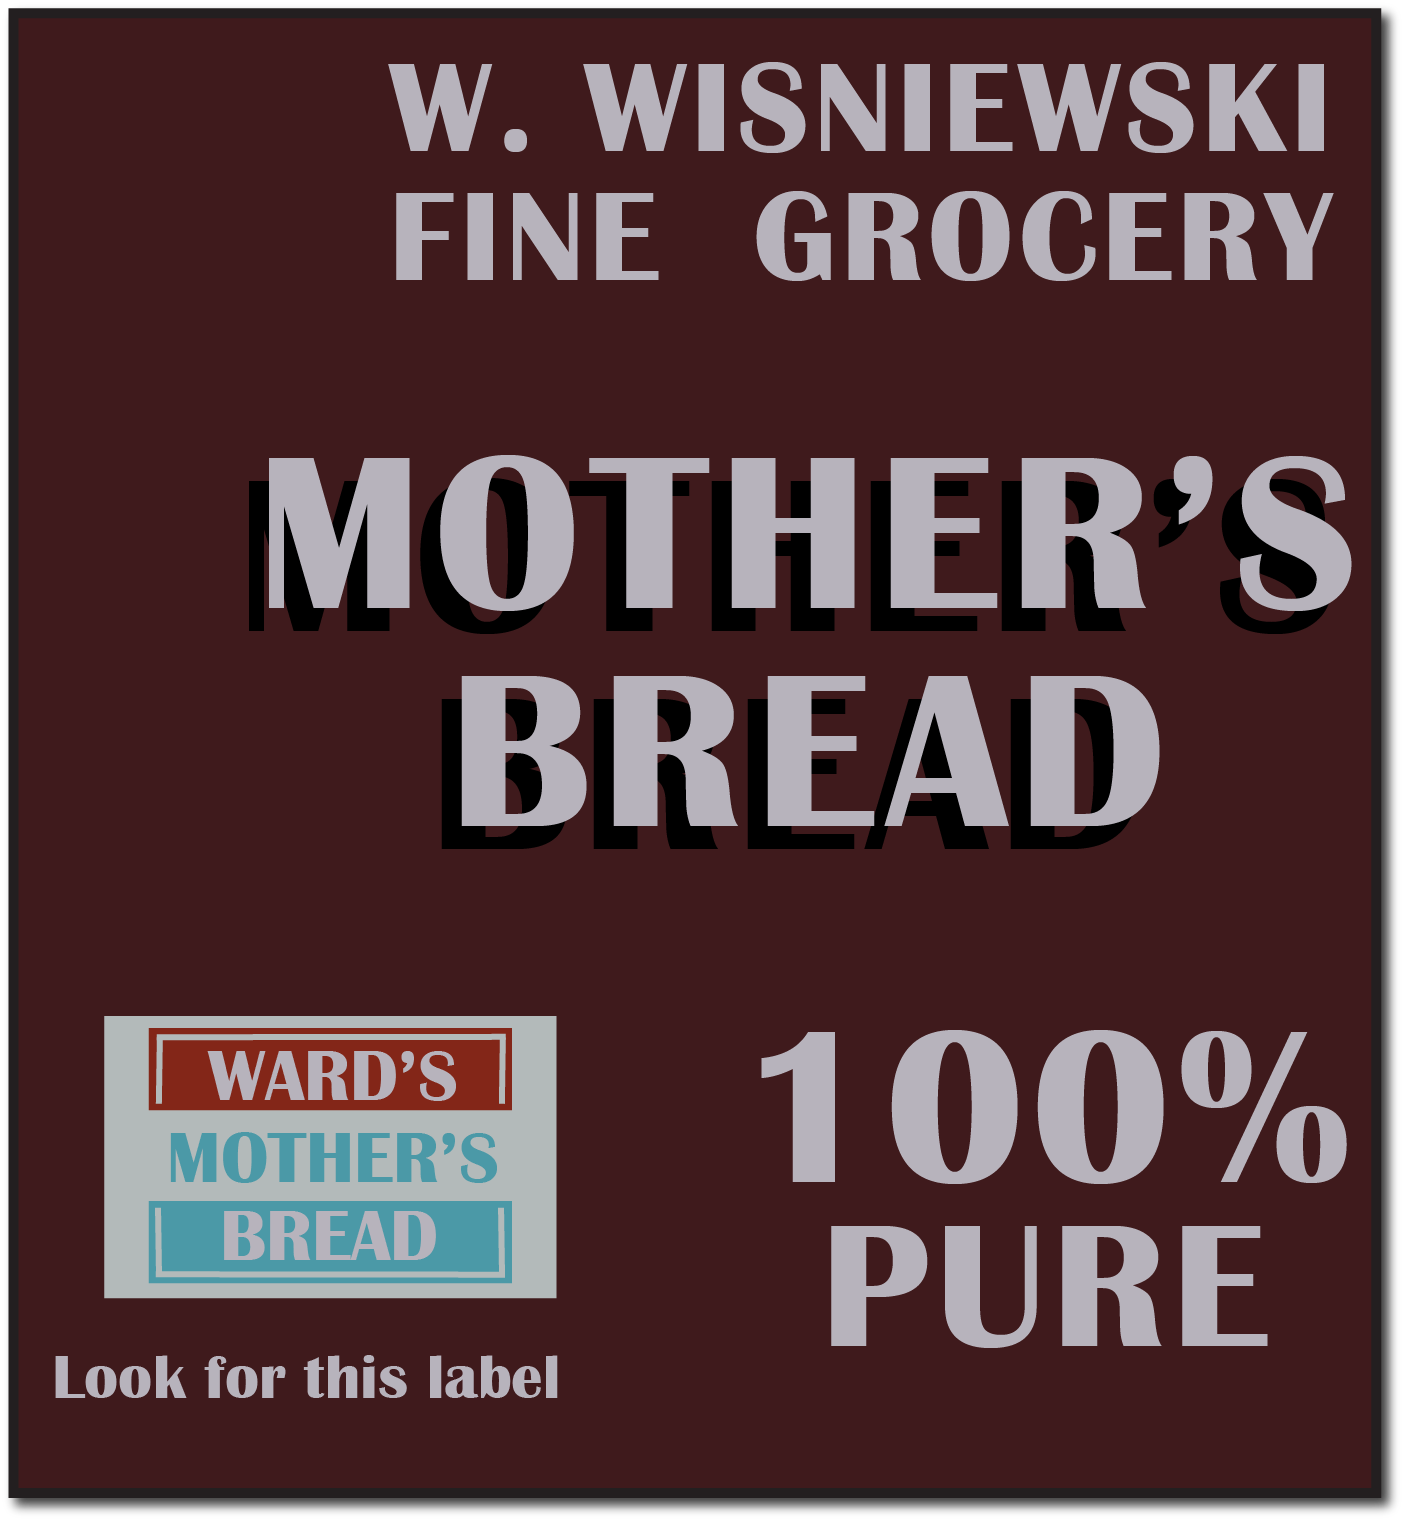 W. WISNIEWSKI
FINE GROCERY
MOTHER'S
BREAD
WARD'S
MOTHER'S
BREAD
Look for this label
100%
PURE